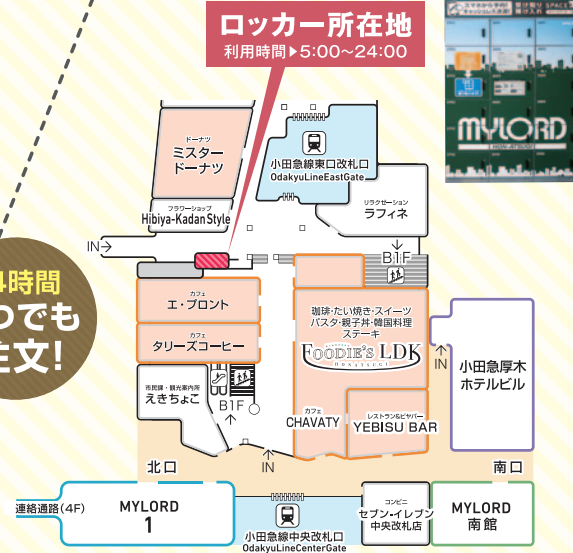 ロッカー所在地
利用時間▶5:00〜24:00
MYLORD
ドーナツ
ミスター
ドーナツ
小田急線東口改札口
OdakyuLineEastGate
フラワーショップ
Hibiya-Kadan Style
リラクゼーション
ラフィネ
IN→
B1F
4時間
つでも
注文!
カフェ
エ・プロント
カフェ
タリーズコーヒー
珈琲・たい焼き・スイーツ
パスタ・親子丼・韓国料理
ステーキ
FOODIE'S LDK
HONATSUGI
IN
小田急厚木
ホテルビル
市民課・観光案内所
えきちょこ
B1F
カフェ
CHAVATY
レストラン&ビヤバー
YEBISU BAR
北口
IN
南口
連絡通路(4F)
MYLORD
1
小田急線中央改札口
OdakyuLineCenterGate
コンビニ
セブン-イレブン
中央改札店
MYLORD
南館